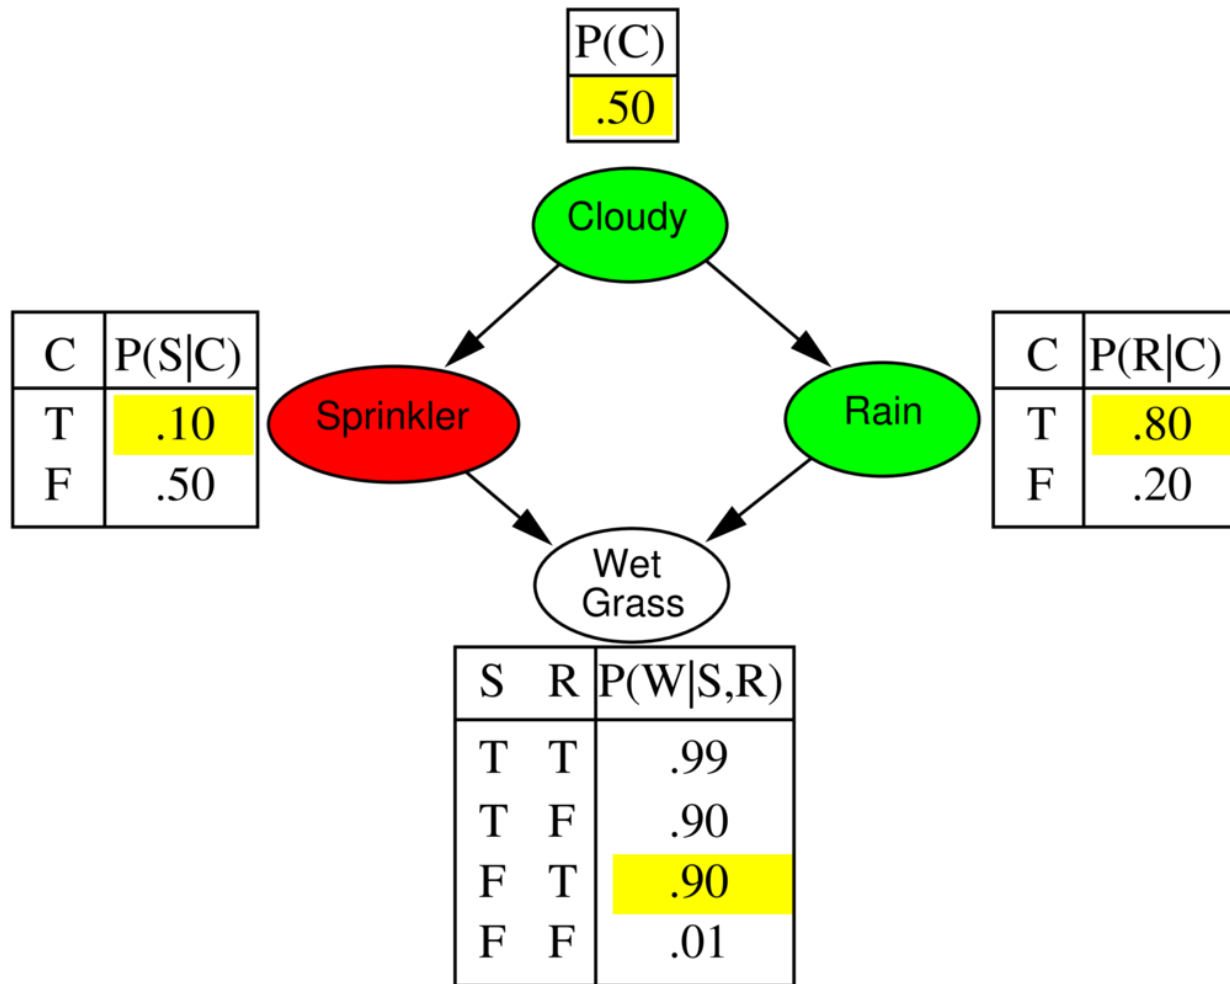 P(C)
.50
Cloudy
C P(S|C)
T .10
F .50
Sprinkler
Rain
C P(R|C)
T .80
F .20
Wet
Grass
S R P(W|S,R)
T T .99
T F .90
F T .90
F F .01